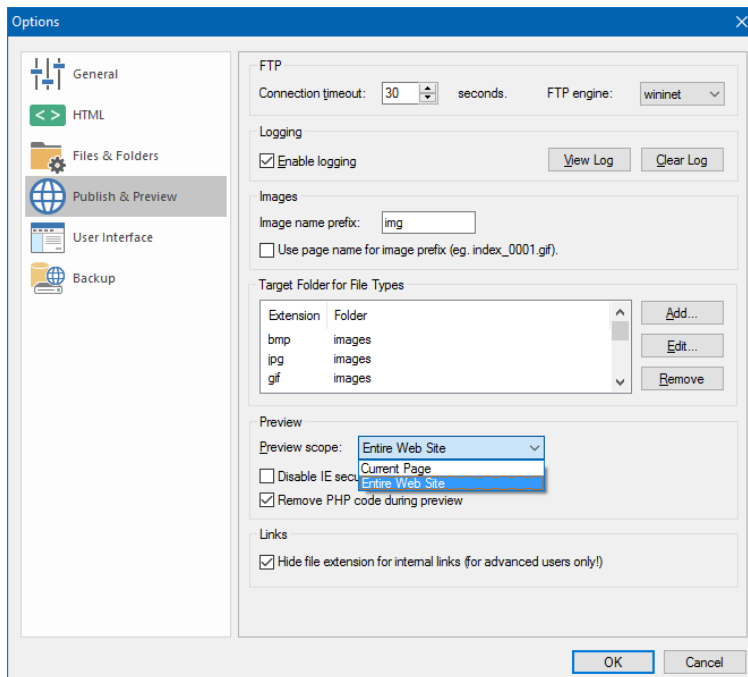 Options
General
HTML
Files & Folders
Publish & Preview
User Interface
Backup
FTP
Connection timeout: 30 seconds. FTP engine: wininet
Logging
Enable logging View Log Clear Log
Images
Image name prefix: img
Use page name for image prefix (eg. index_0001.gif).
Target Folder for File Types
Extension Folder
bmp images
jpg images
gif images
Add...
Edit...
Remove
Preview
Preview scope: Entire Web Site
Current Page
Entire Web Site
Disable IE secu
Remove PHP code during preview
Links
Hide file extension for internal links (for advanced users only!)
OK Cancel